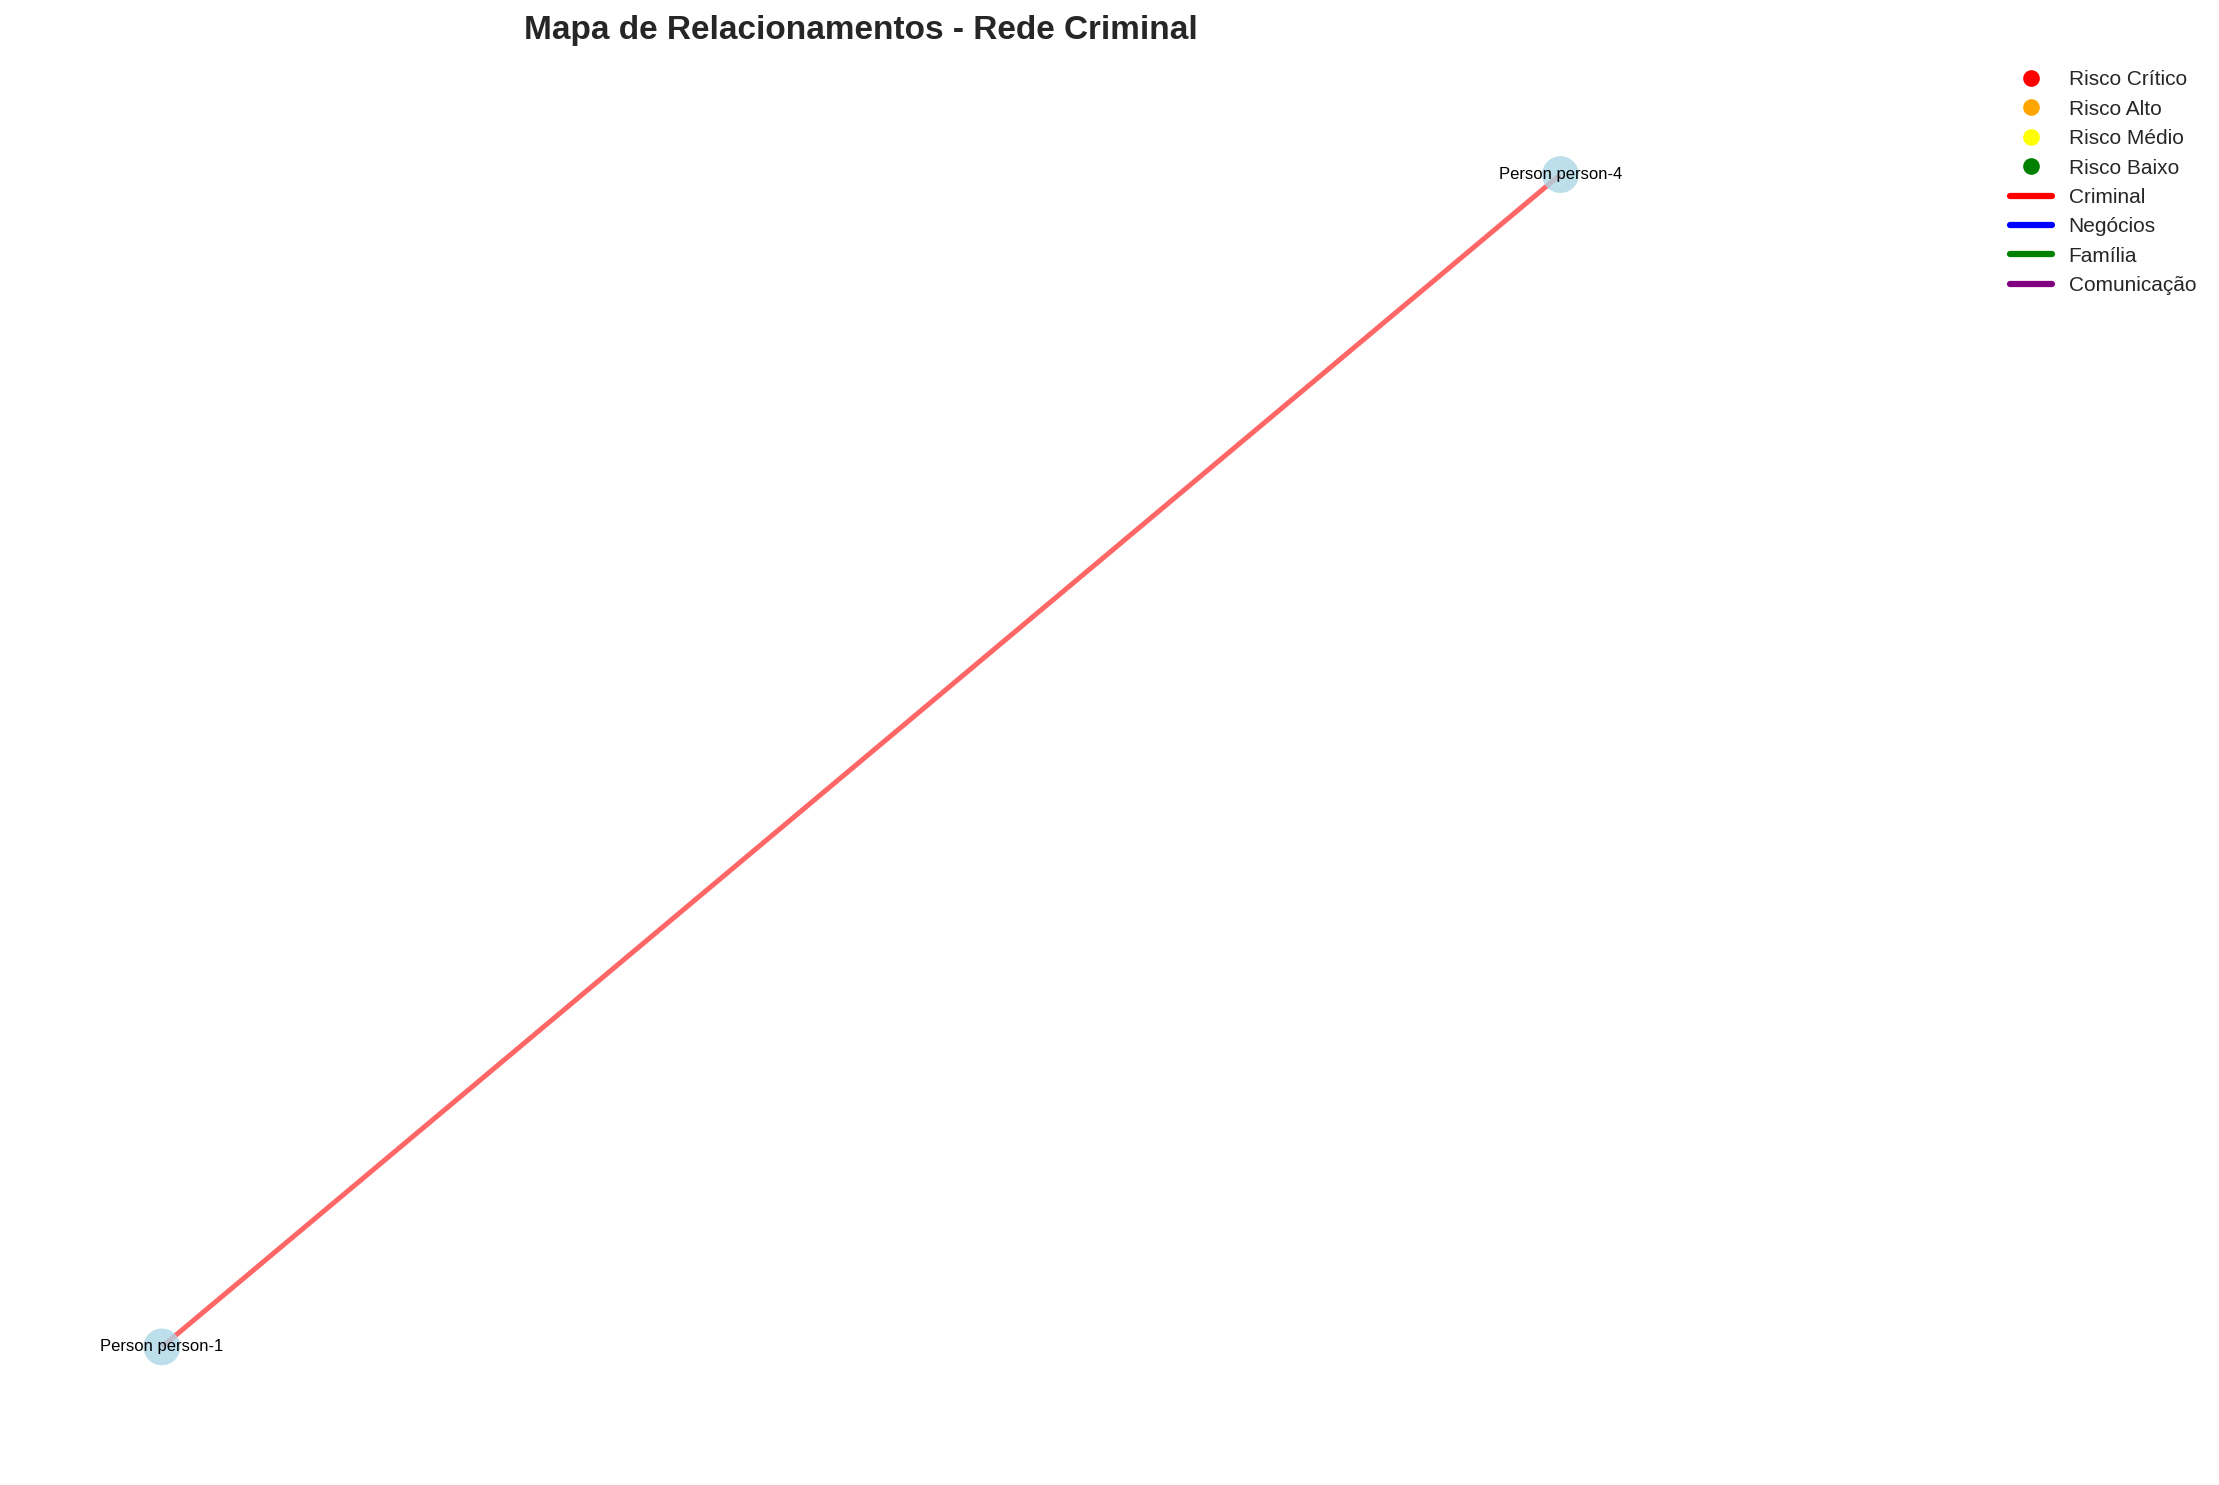 Mapa de Relacionamentos - Rede Criminal
Risco Crítico
Risco Alto
Risco Médio
Risco Baixo
Criminal
Negócios
Família
Comunicação
Person person-4
Person person-1